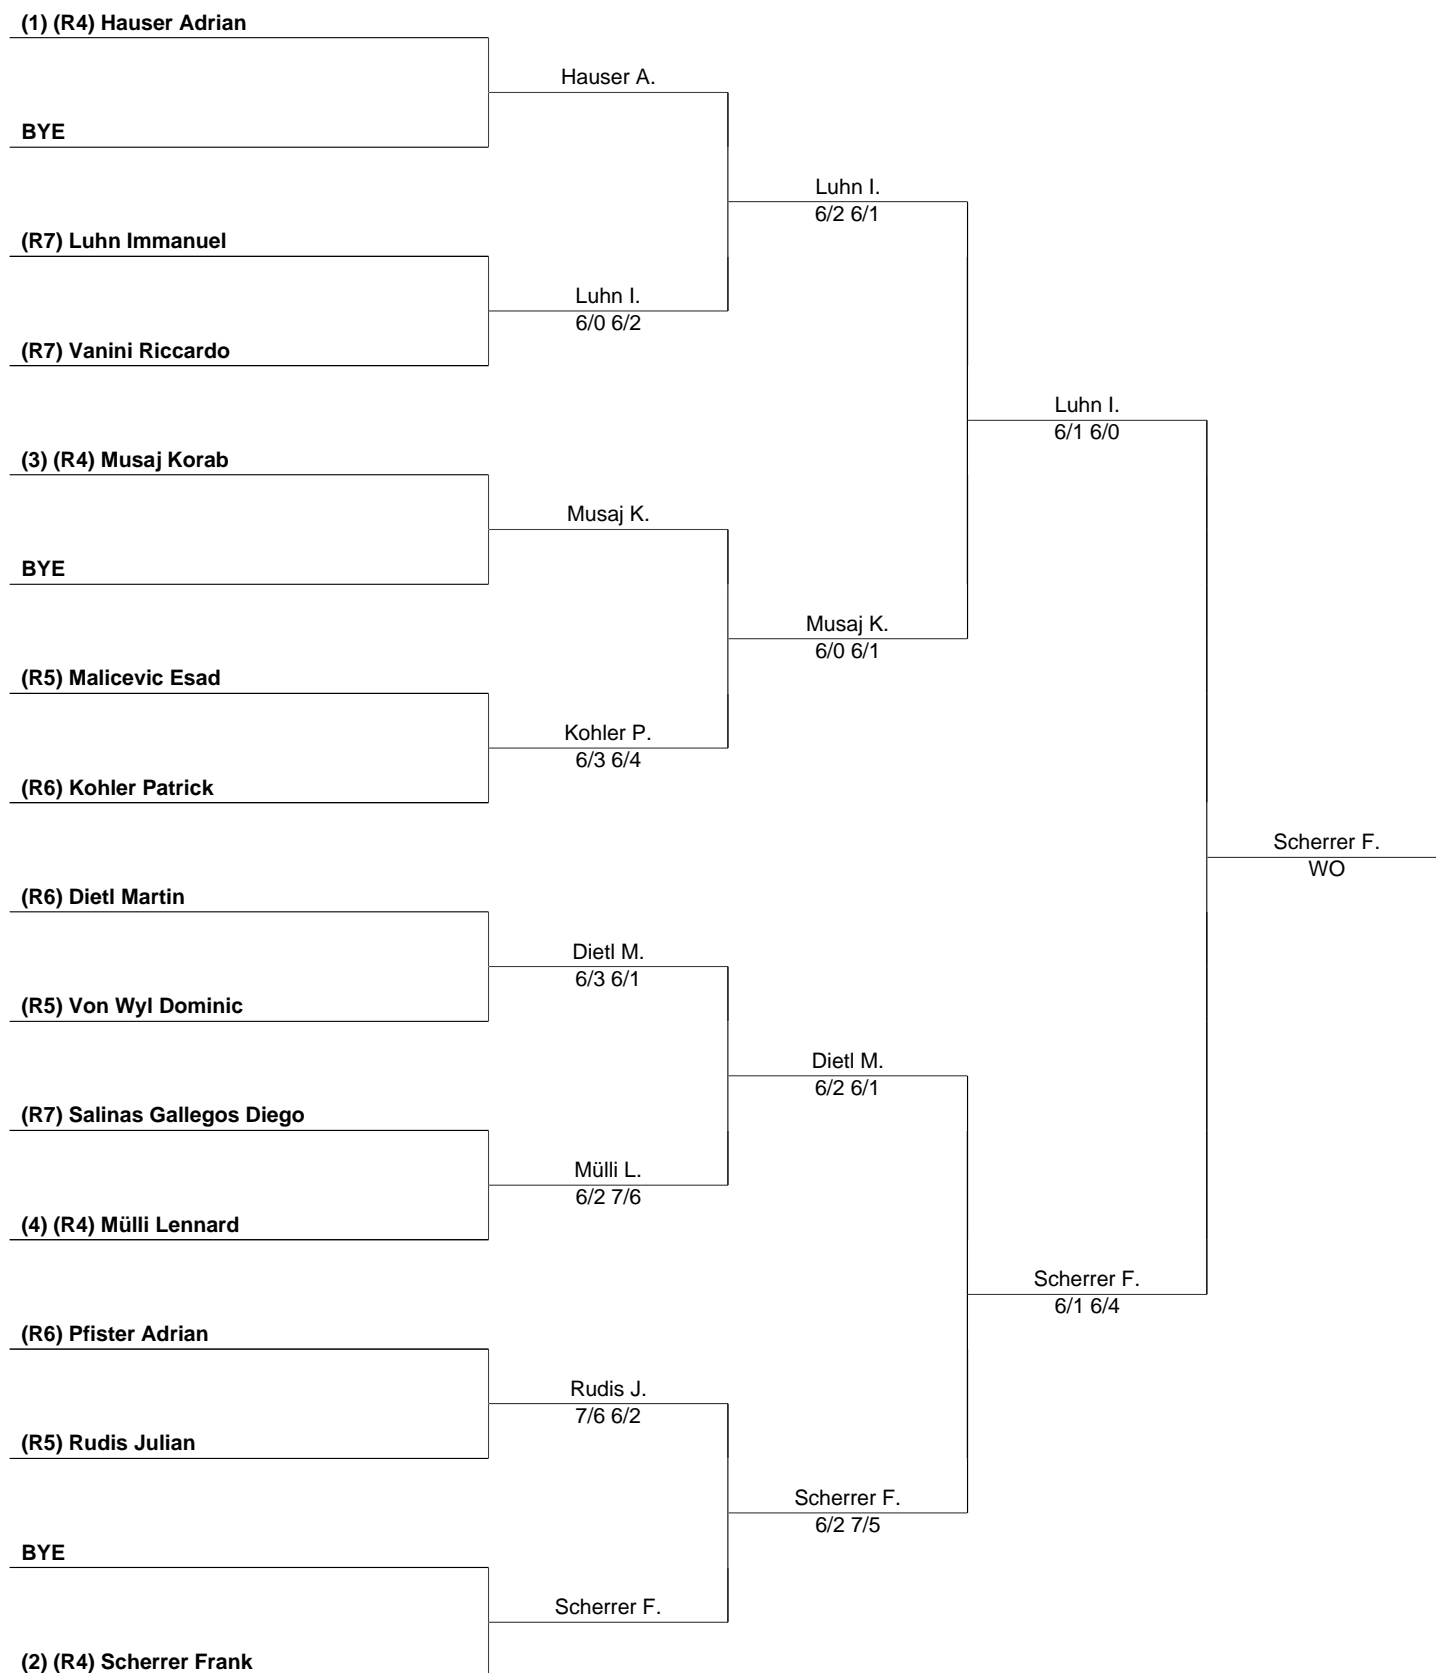 (1) (R4) Hauser Adrian
Hauser A.
BYE
Luhn I.
6/2 6/1
(R7) Luhn Immanuel
Luhn I.
6/0 6/2
(R7) Vanini Riccardo
Luhn I.
6/1 6/0
(3) (R4) Musaj Korab
Musaj K.
BYE
Musaj K.
6/0 6/1
(R5) Malicevic Esad
Kohler P.
6/3 6/4
(R6) Kohler Patrick
Scherrer F.
WO
(R6) Dietl Martin
Dietl M.
6/3 6/1
(R5) Von Wyl Dominic
Dietl M.
6/2 6/1
(R7) Salinas Gallegos Diego
Mülli L.
6/2 7/6
(4) (R4) Mülli Lennard
Scherrer F.
6/1 6/4
(R6) Pfister Adrian
Rudis J.
7/6 6/2
(R5) Rudis Julian
Scherrer F.
6/2 7/5
BYE
Scherrer F.
(2) (R4) Scherrer Frank